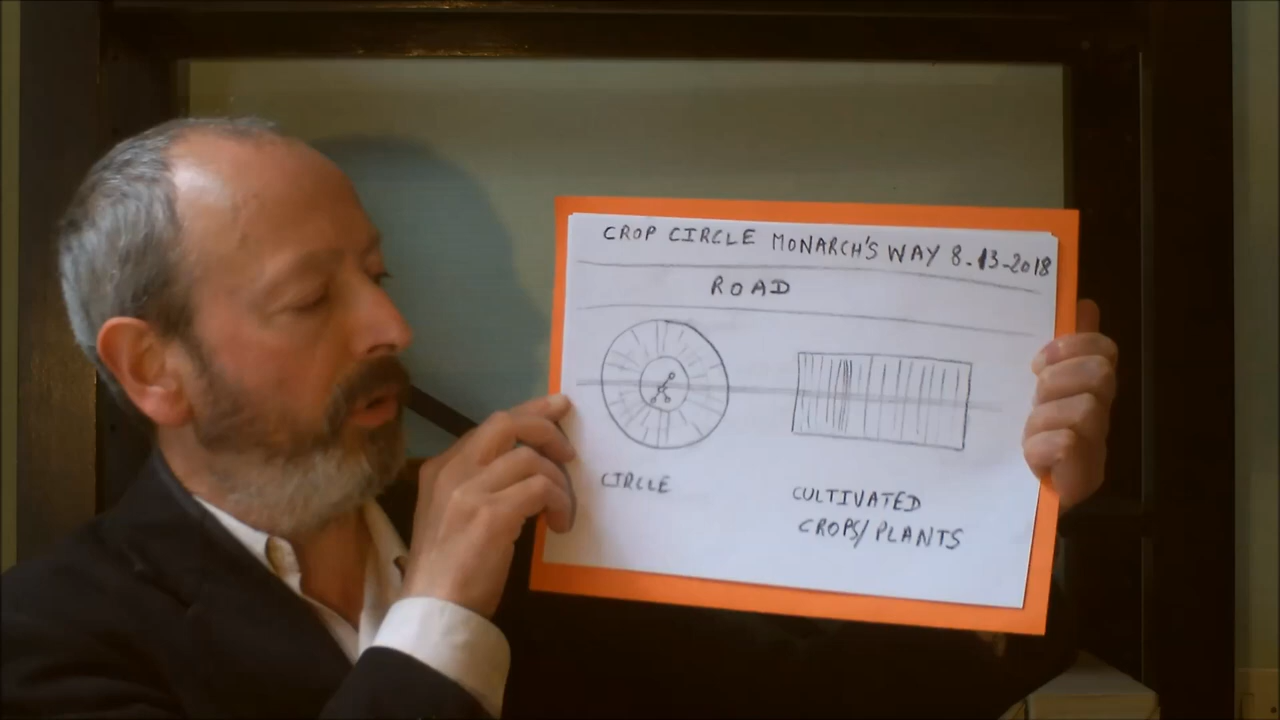 CROP CIRCLE MONARCH'S WAY 8-13-2018
ROAD
CIRCLE
CULTIVATED
CROPS/PLANTS